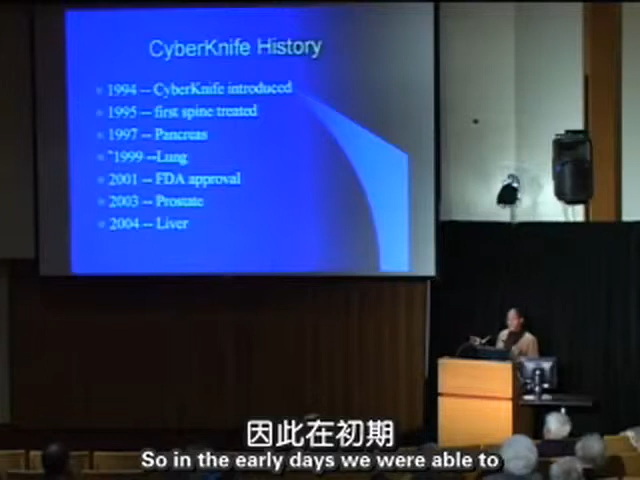 CyberKnife History
1994 -- CyberKnife introduced
1995 -- first spine treated
1997 -- Pancreas
~1999 --Lung
2001 -- FDA approval
2003 -- Prostate
2004 -- Liver
因此在初期
So in the early days we were able to